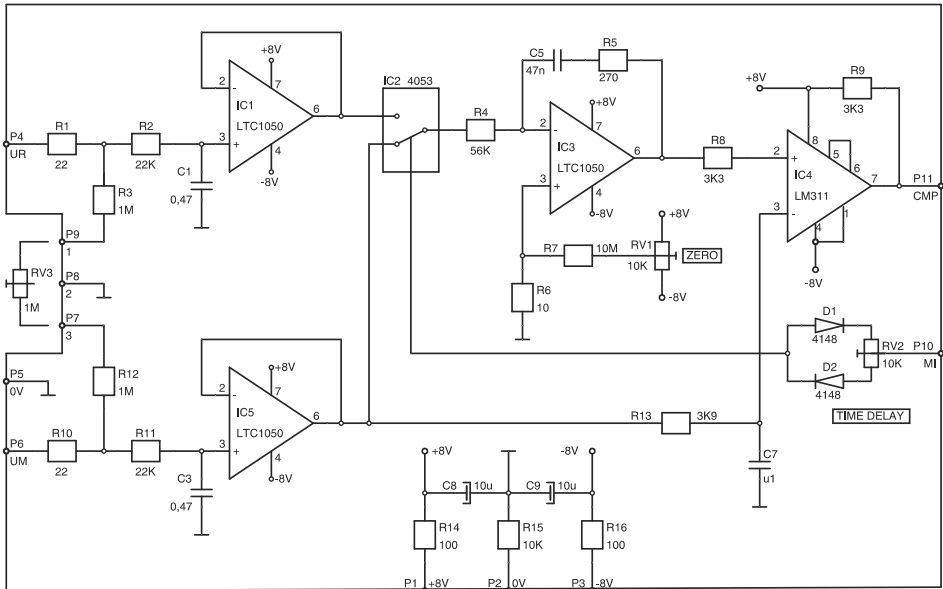 +8V
2
-
7
IC1
LTC1050
6
3
+
4
-8V
P4
UR
R1
22
R2
22K
C1
0,47
R3
1M
P9
1
RV3
1M
P8
2
P7
3
P5
0V
R12
1M
P6
UM
R10
22
R11
22K
C3
0,47
+8V
2
-
7
IC5
LTC1050
6
3
+
4
-8V
IC2 4053
R4
56K
C5
47n
R5
270
+8V
2
-
7
IC3
LTC1050
6
3
+
4
-8V
R7
10M
R6
10
+8V
RV1
10K
ZERO
-8V
R8
3K3
+8V
R9
3K3
8
5
6
2
+
IC4
LM311
7
3
-
1
4
-8V
P11
CMP
D1
4148
D2
4148
RV2
10K
P10
MI
TIME DELAY
R13
3K9
C7
u1
+8V
-8V
C8
10u
C9
10u
R14
100
R15
10K
R16
100
P1 +8V
P2 0V
P3 -8V